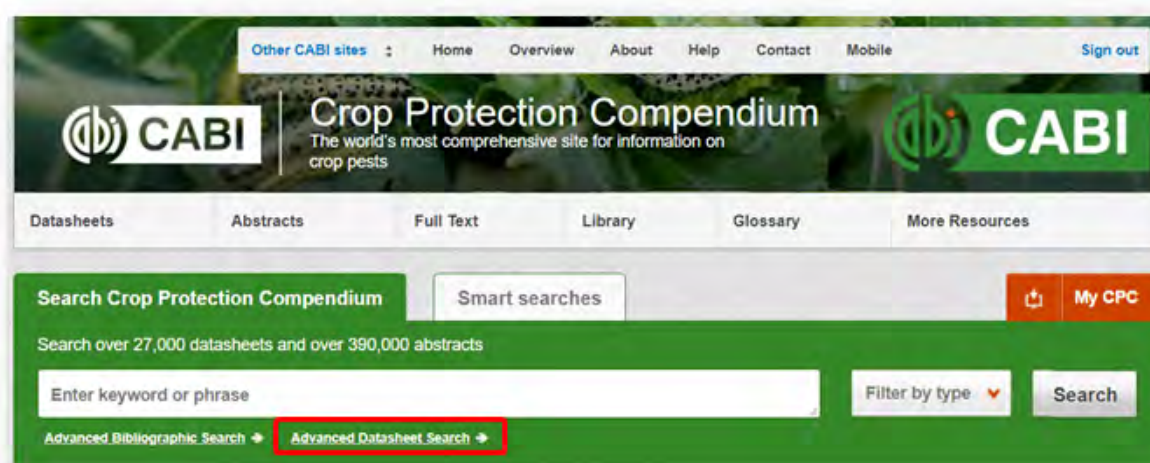 Other CABI sites Home Overview About Help Contact Mobile Sign out
CABI
Crop Protection Compendium
The world's most comprehensive site for information on
crop pests
CABI
Datasheets Abstracts Full Text Library Glossary More Resources
Search Crop Protection Compendium Smart searches My CPC
Search over 27,000 datasheets and over 390,000 abstracts
Enter keyword or phrase Filter by type Search
Advanced Bibliographic Search Advanced Datasheet Search